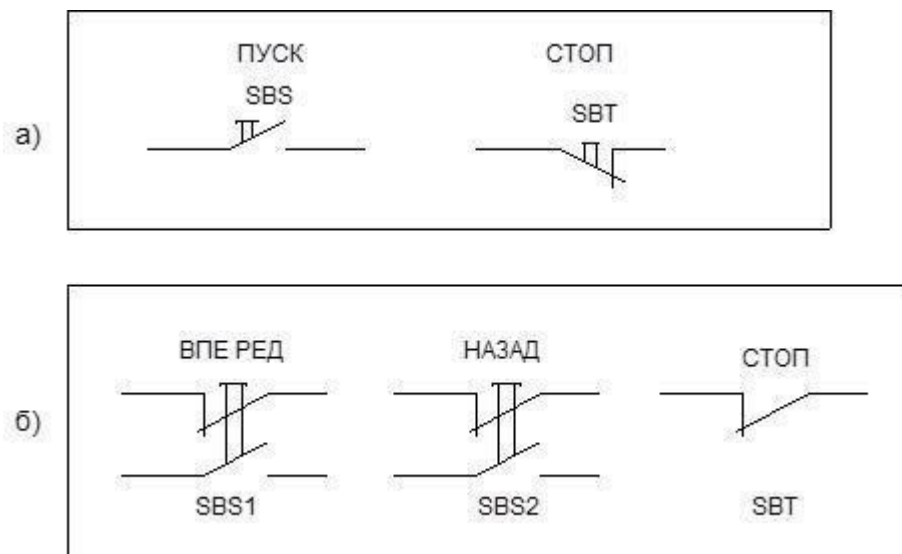 ПУСК СТОП
SBS SBT
а)
ВПЕ РЕД НАЗАД СТОП
б)
SBS1 SBS2 SBT